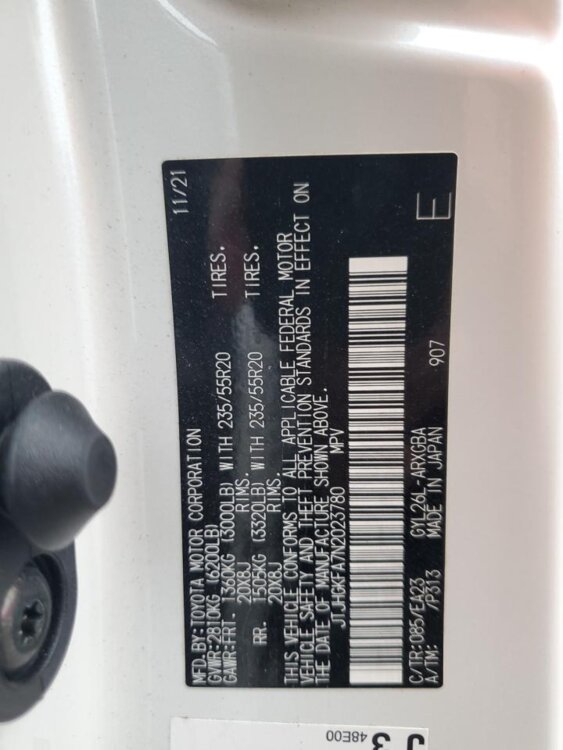 MFD.BY:TOYOTA MOTOR CORPORATION 11/21
GVWR:2810KG (6200LB)
GAWR:FRT. 1360KG (3000LB) WITH 235/55R20 TIRES.
20X8J RIMS.
RR. 1505KG (3320LB) WITH 235/55R20 TIRES.
20X8J RIMS.
THIS VEHICLE CONFORMS TO ALL APPLICABLE FEDERAL MOTOR
VEHICLE SAFETY AND THEFT PREVENTION STANDARDS IN EFFECT ON
THE DATE OF MANUFACTURE SHOWN ABOVE.
JTJHGKFA7N2023780 MPV
C/TR:085/EA23 GYL26L-ARXGBA
A/TM: /P313 MADE IN JAPAN 907 E
48E00